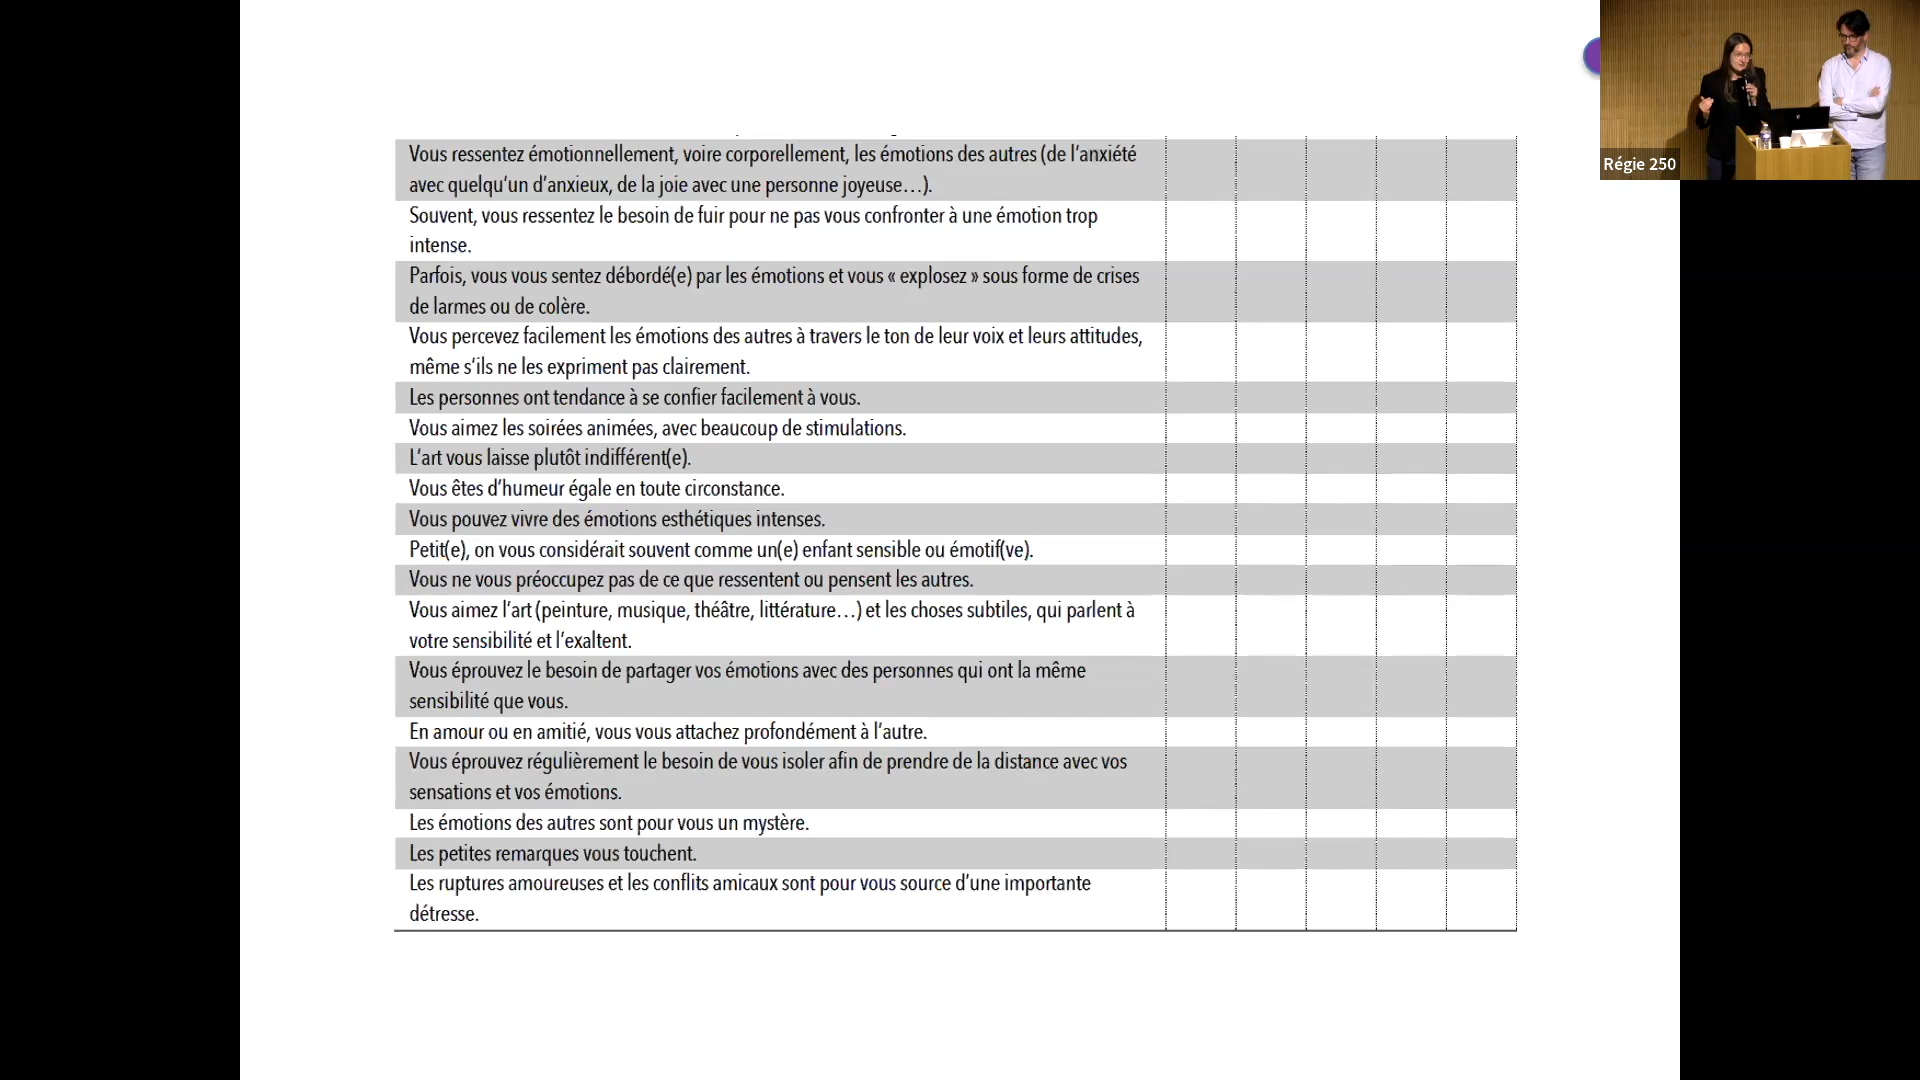 Vous ressentez émotionnellement, voire corporellement, les émotions des autres (de l'anxiété
avec quelqu'un d'anxieux, de la joie avec une personne joyeuse…).
Souvent, vous ressentez le besoin de fuir pour ne pas vous confronter à une émotion trop
intense.
Parfois, vous vous sentez débordé(e) par les émotions et vous « explosez » sous forme de crises
de larmes ou de colère.
Vous percevez facilement les émotions des autres à travers le ton de leur voix et leurs attitudes,
même s'ils ne les expriment pas clairement.
Les personnes ont tendance à se confier facilement à vous.
Vous aimez les soirées animées, avec beaucoup de stimulations.
L'art vous laisse plutôt indifférent(e).
Vous êtes d'humeur égale en toute circonstance.
Vous pouvez vivre des émotions esthétiques intenses.
Petit(e), on vous considérait souvent comme un(e) enfant sensible ou émotif(ve).
Vous ne vous préoccupez pas de ce que ressentent ou pensent les autres.
Vous aimez l'art (peinture, musique, théâtre, littérature…) et les choses subtiles, qui parlent à
votre sensibilité et l'exaltent.
Vous éprouvez le besoin de partager vos émotions avec des personnes qui ont la même
sensibilité que vous.
En amour ou en amitié, vous vous attachez profondément à l'autre.
Vous éprouvez régulièrement le besoin de vous isoler afin de prendre de la distance avec vos
sensations et vos émotions.
Les émotions des autres sont pour vous un mystère.
Les petites remarques vous touchent.
Les ruptures amoureuses et les conflits amicaux sont pour vous source d'une importante
détresse.
Régie 250